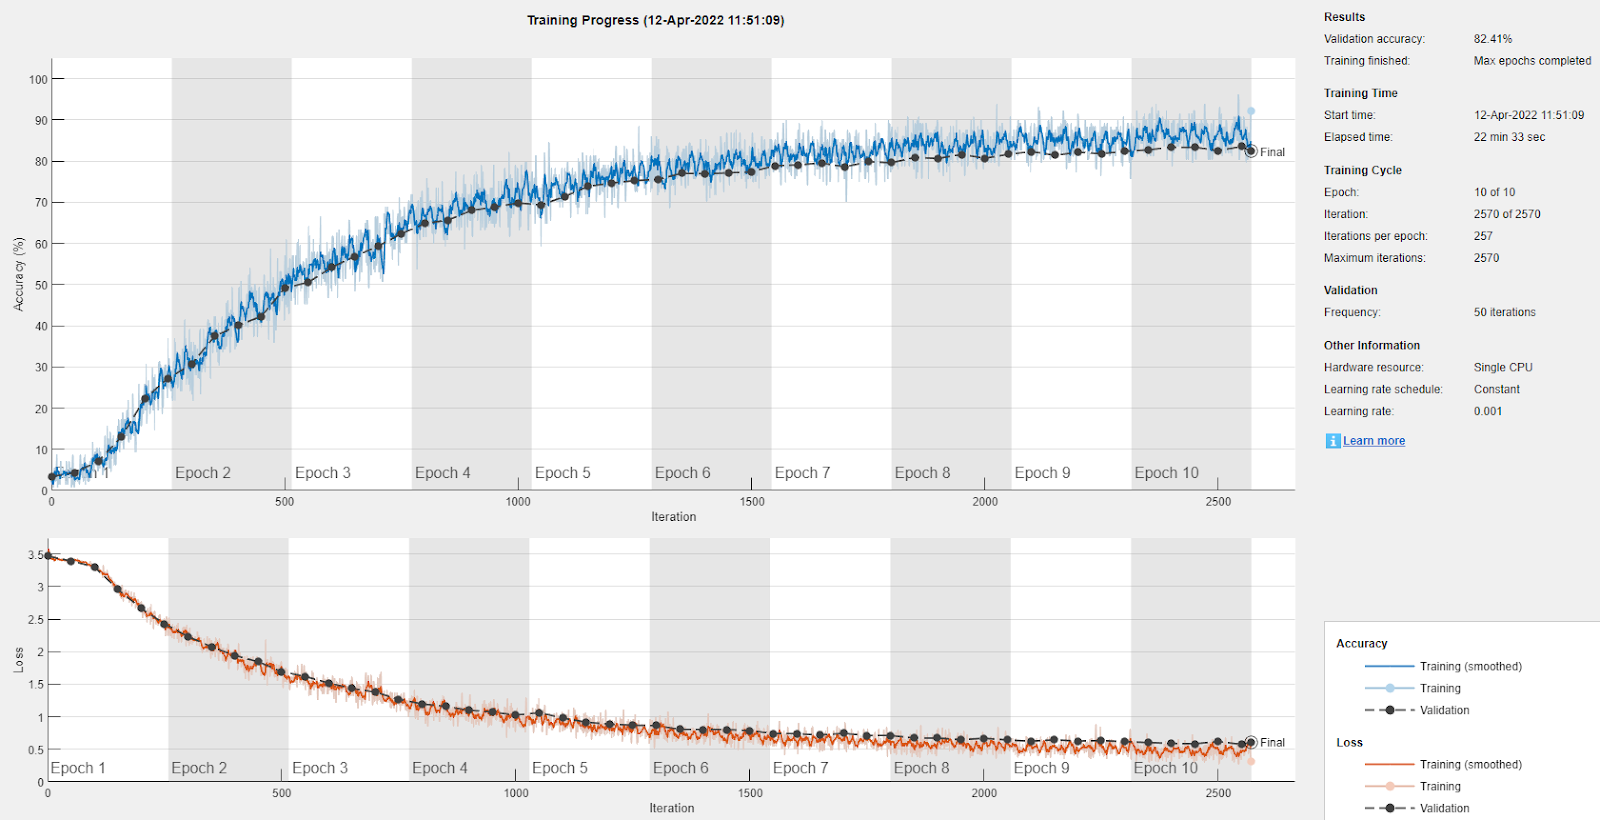 Training Progress (12-Apr-2022 11:51:09)
100
90
80
70
60
50
40
30
20
10
0
Accuracy (%)
Final
1
Epoch 2
Epoch 3
Epoch 4
Epoch 5
Epoch 6
Epoch 7
Epoch 8
Epoch 9
Epoch 10
0 500 1000 1500 2000 2500
Iteration
3.5
3
2.5
2
1.5
1
0.5
0
Loss
Final
Epoch 1
Epoch 2
Epoch 3
Epoch 4
Epoch 5
Epoch 6
Epoch 7
Epoch 8
Epoch 9
Epoch 10
0 500 1000 1500 2000 2500
Iteration
Results
Validation accuracy: 82.41%
Training finished: Max epochs completed
Training Time
Start time: 12-Apr-2022 11:51:09
Elapsed time: 22 min 33 sec
Training Cycle
Epoch: 10 of 10
Iteration: 2570 of 2570
Iterations per epoch: 257
Maximum iterations: 2570
Validation
Frequency: 50 iterations
Other Information
Hardware resource: Single CPU
Learning rate schedule: Constant
Learning rate: 0.001
i Learn more
Accuracy
Training (smoothed)
Training
Validation
Loss
Training (smoothed)
Training
Validation